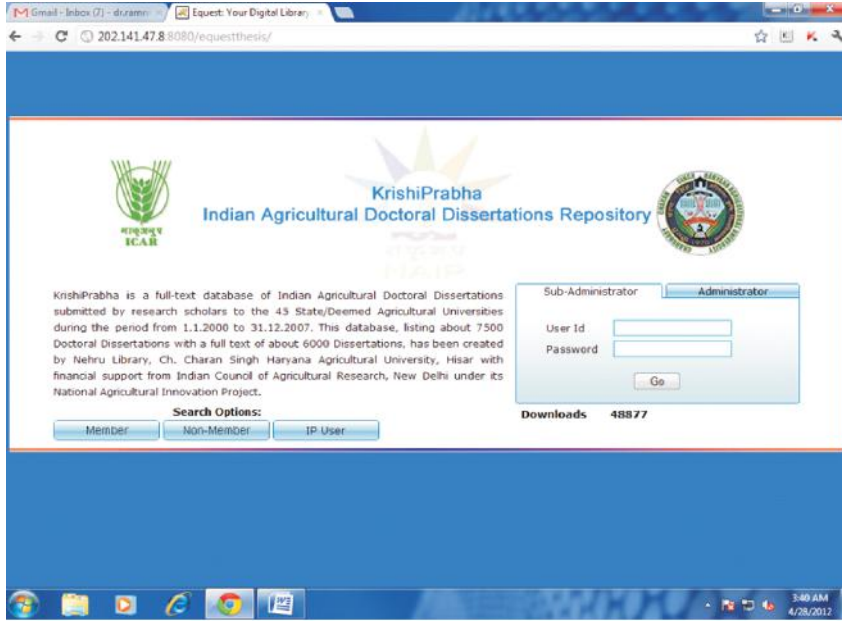 Gmail - Inbox (7) - dr.ramn
Equest: Your Digital Library
202.141.47.8:8080/equestthesis/
KrishiPrabha
Indian Agricultural Doctoral Dissertations Repository
ICAR
KrishiPrabha is a full-text database of Indian Agricultural Doctoral Dissertations
submitted by research scholars to the 45 State/Deemed Agricultural Universities
during the period from 1.1.2000 to 31.12.2007. This database, listing about 7500
Doctoral Dissertations with a full text of about 6000 Dissertations, has been created
by Nehru Library, Ch. Charan Singh Haryana Agricultural University, Hisar with
financial support from Indian Council of Agricultural Research, New Delhi under its
National Agricultural Innovation Project.
Search Options:
Member Non-Member IP User
Sub-Administrator Administrator
User Id
Password
Go
Downloads 48877
3:40 AM
4/28/2012